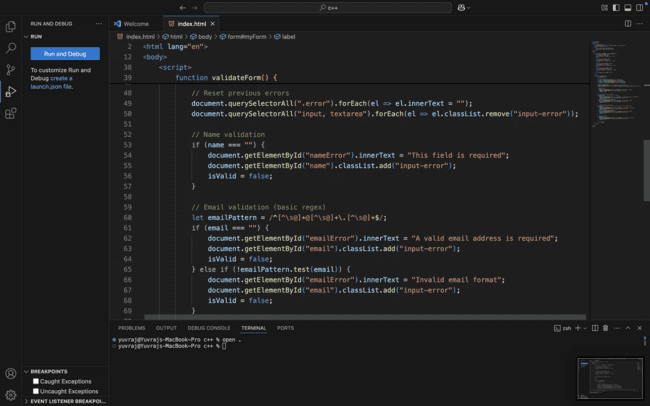 c++
RUN AND DEBUG
Welcome
index.html
RUN
Run and Debug
To customize Run and
Debug create a
launch.json file.
index.html > html > body > form#myForm > label
2 <html lang="en">
12 <body>
38 <script>
39 function validateForm() {
48 // Reset previous errors
49 document.querySelectorAll(".error").forEach(el => el.innerText = "");
50 document.querySelectorAll("input, textarea").forEach(el => el.classList.remove("input-error"));
51
52 // Name validation
53 if (name === "") {
54 document.getElementById("nameError").innerText = "This field is required";
55 document.getElementById("name").classList.add("input-error");
56 isValid = false;
57 }
58
59 // Email validation (basic regex)
60 let emailPattern = /^[^\s@]+@[^\s@]+\.[^\s@]+$/;
61 if (email === "") {
62 document.getElementById("emailError").innerText = "A valid email address is required";
63 document.getElementById("email").classList.add("input-error");
64 isValid = false;
65 } else if (!emailPattern.test(email)) {
66 document.getElementById("emailError").innerText = "Invalid email format";
67 document.getElementById("email").classList.add("input-error");
68 isValid = false;
69 }
PROBLEMS OUTPUT DEBUG CONSOLE TERMINAL PORTS
zsh
yuvraj@Yuvrajs-MacBook-Pro c++ % open .
yuvraj@Yuvrajs-MacBook-Pro c++ %
BREAKPOINTS
Caught Exceptions
Uncaught Exceptions
EVENT LISTENER BREAKPOI...